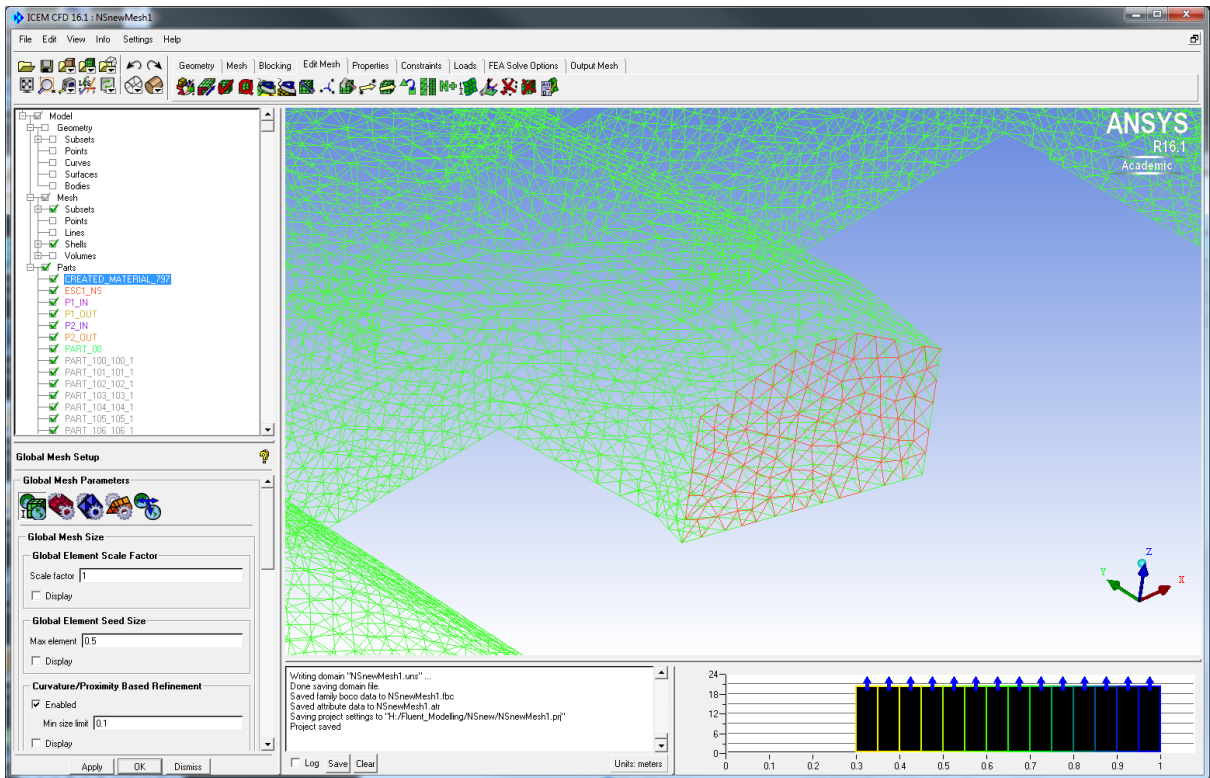 ICEM CFD 16.1 : NSnewMesh1
File Edit View Info Settings Help
Geometry Mesh Blocking Edit Mesh Properties Constraints Loads FEA Solve Options Output Mesh
Model
Geometry
Subsets
Points
Curves
Surfaces
Bodies
Mesh
Subsets
Points
Lines
Shells
Volumes
Parts
CREATED_MATERIAL_797
ESC1_NS
P1_IN
P1_OUT
P2_IN
P2_OUT
PART_00
PART_100_100_1
PART_101_101_1
PART_102_102_1
PART_103_103_1
PART_104_104_1
PART_105_105_1
PART_106_106_1
Global Mesh Setup
Global Mesh Parameters
Global Mesh Size
Global Element Scale Factor
Scale factor 1
Display
Global Element Seed Size
Max element 0.5
Display
Curvature/Proximity Based Refinement
Enabled
Min size limit 0.1
Display
Apply OK Dismiss
ANSYS
R16.1
Academic
Z
Y
X
Writing domain "NSnewMesh1.uns" ...
Done saving domain file.
Saved family boco data to NSnewMesh1.fbc
Saved attribute data to NSnewMesh1.atr
Saving project settings to "H:/Fluent_Modelling/NSnew/NSnewMesh1.prj"
Project saved
Log Save Clear Units: meters
24
18
12
6
0
0 0.1 0.2 0.3 0.4 0.5 0.6 0.7 0.8 0.9 1